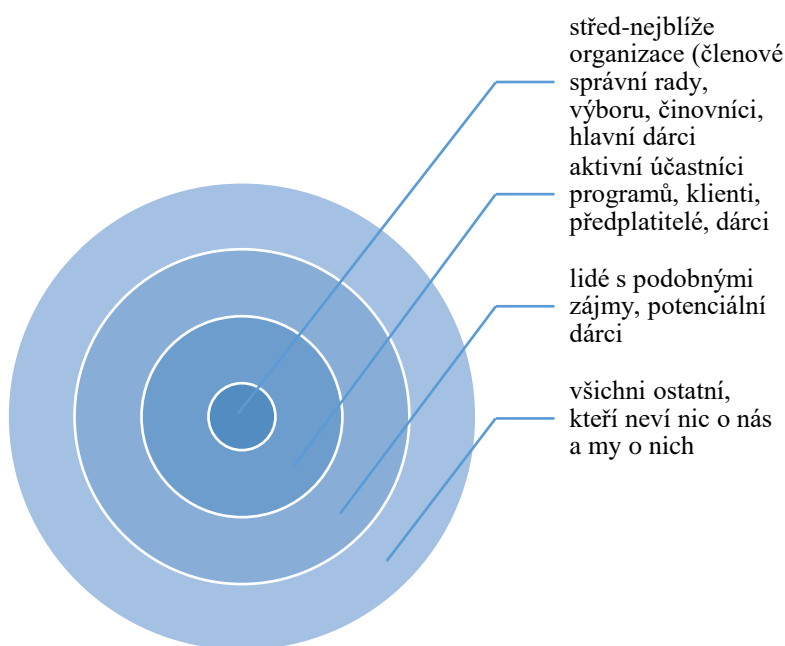 střed-nejblíže
organizace (členové
správní rady,
výboru, činovníci,
hlavní dárci
aktivní účastníci
programů, klienti,
předplatitelé, dárci
lidé s podobnými
zájmy, potenciální
dárci
všichni ostatní,
kteří neví nic o nás
a my o nich